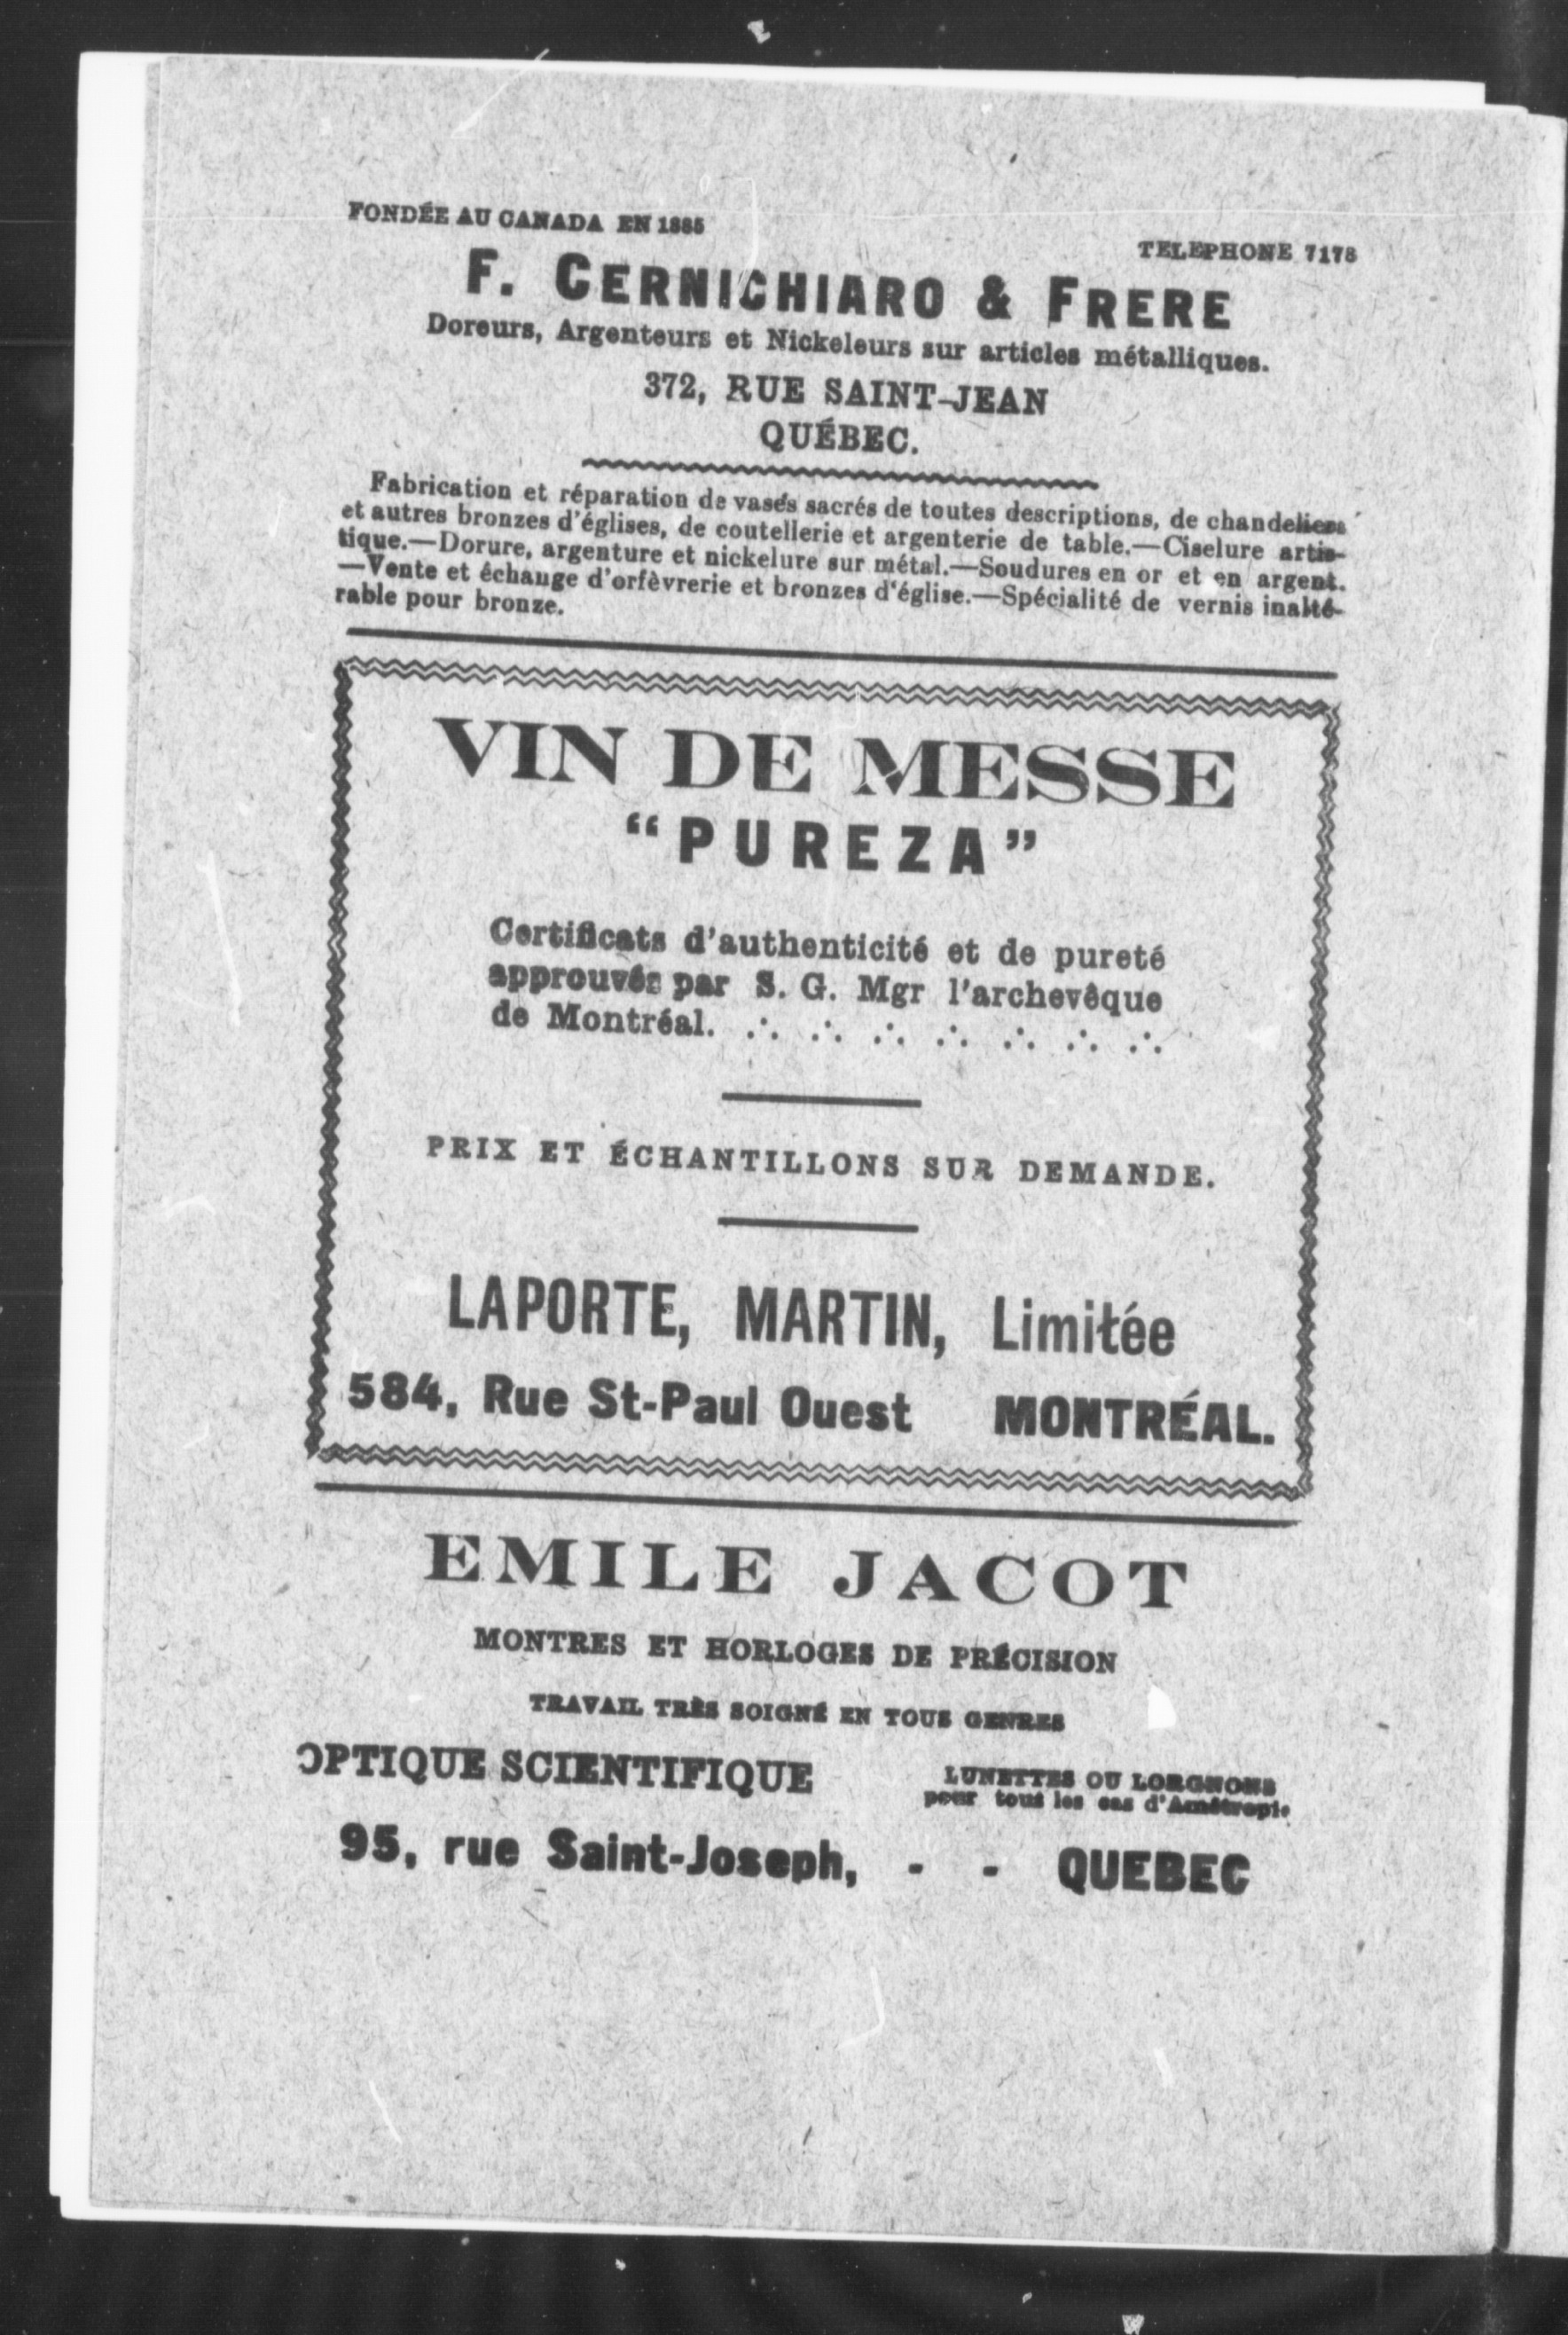 FONDÉE AU CANADA EN 1885
TELEPHONE 7178
F. CERNICHIARO & FRERE
Doreurs, Argenteurs et Nickeleurs sur articles métalliques.
372, RUE SAINT-JEAN
QUÉBEC.
Fabrication et réparation de vases sacrés de toutes descriptions, de chandeliers
et autres bronzes d'églises, de coutellerie et argenterie de table.—Ciselure artis-
tique.—Dorure, argenture et nickelure sur métal.—Soudures en or et en argent.
—Vente et échange d'orfèvrerie et bronzes d'église.—Spécialité de vernis inalté-
rable pour bronze.
VIN DE MESSE
“PUREZA”
Certificats d'authenticité et de pureté
approuvés par S. G. Mgr l'archevêque
de Montréal. ∴ ∴ ∴ ∴ ∴ ∴ ∴
PRIX ET ÉCHANTILLONS SUR DEMANDE.
LAPORTE, MARTIN, Limitée
584, Rue St-Paul Ouest MONTRÉAL.
EMILE JACOT
MONTRES ET HORLOGES DE PRÉCISION
TRAVAIL TRÈS SOIGNÉ EN TOUS GENRES
OPTIQUE SCIENTIFIQUE
LUNETTES OU LORGNONS
pour tous les cas d'Amétropie
95, rue Saint-Joseph, - - QUEBEC